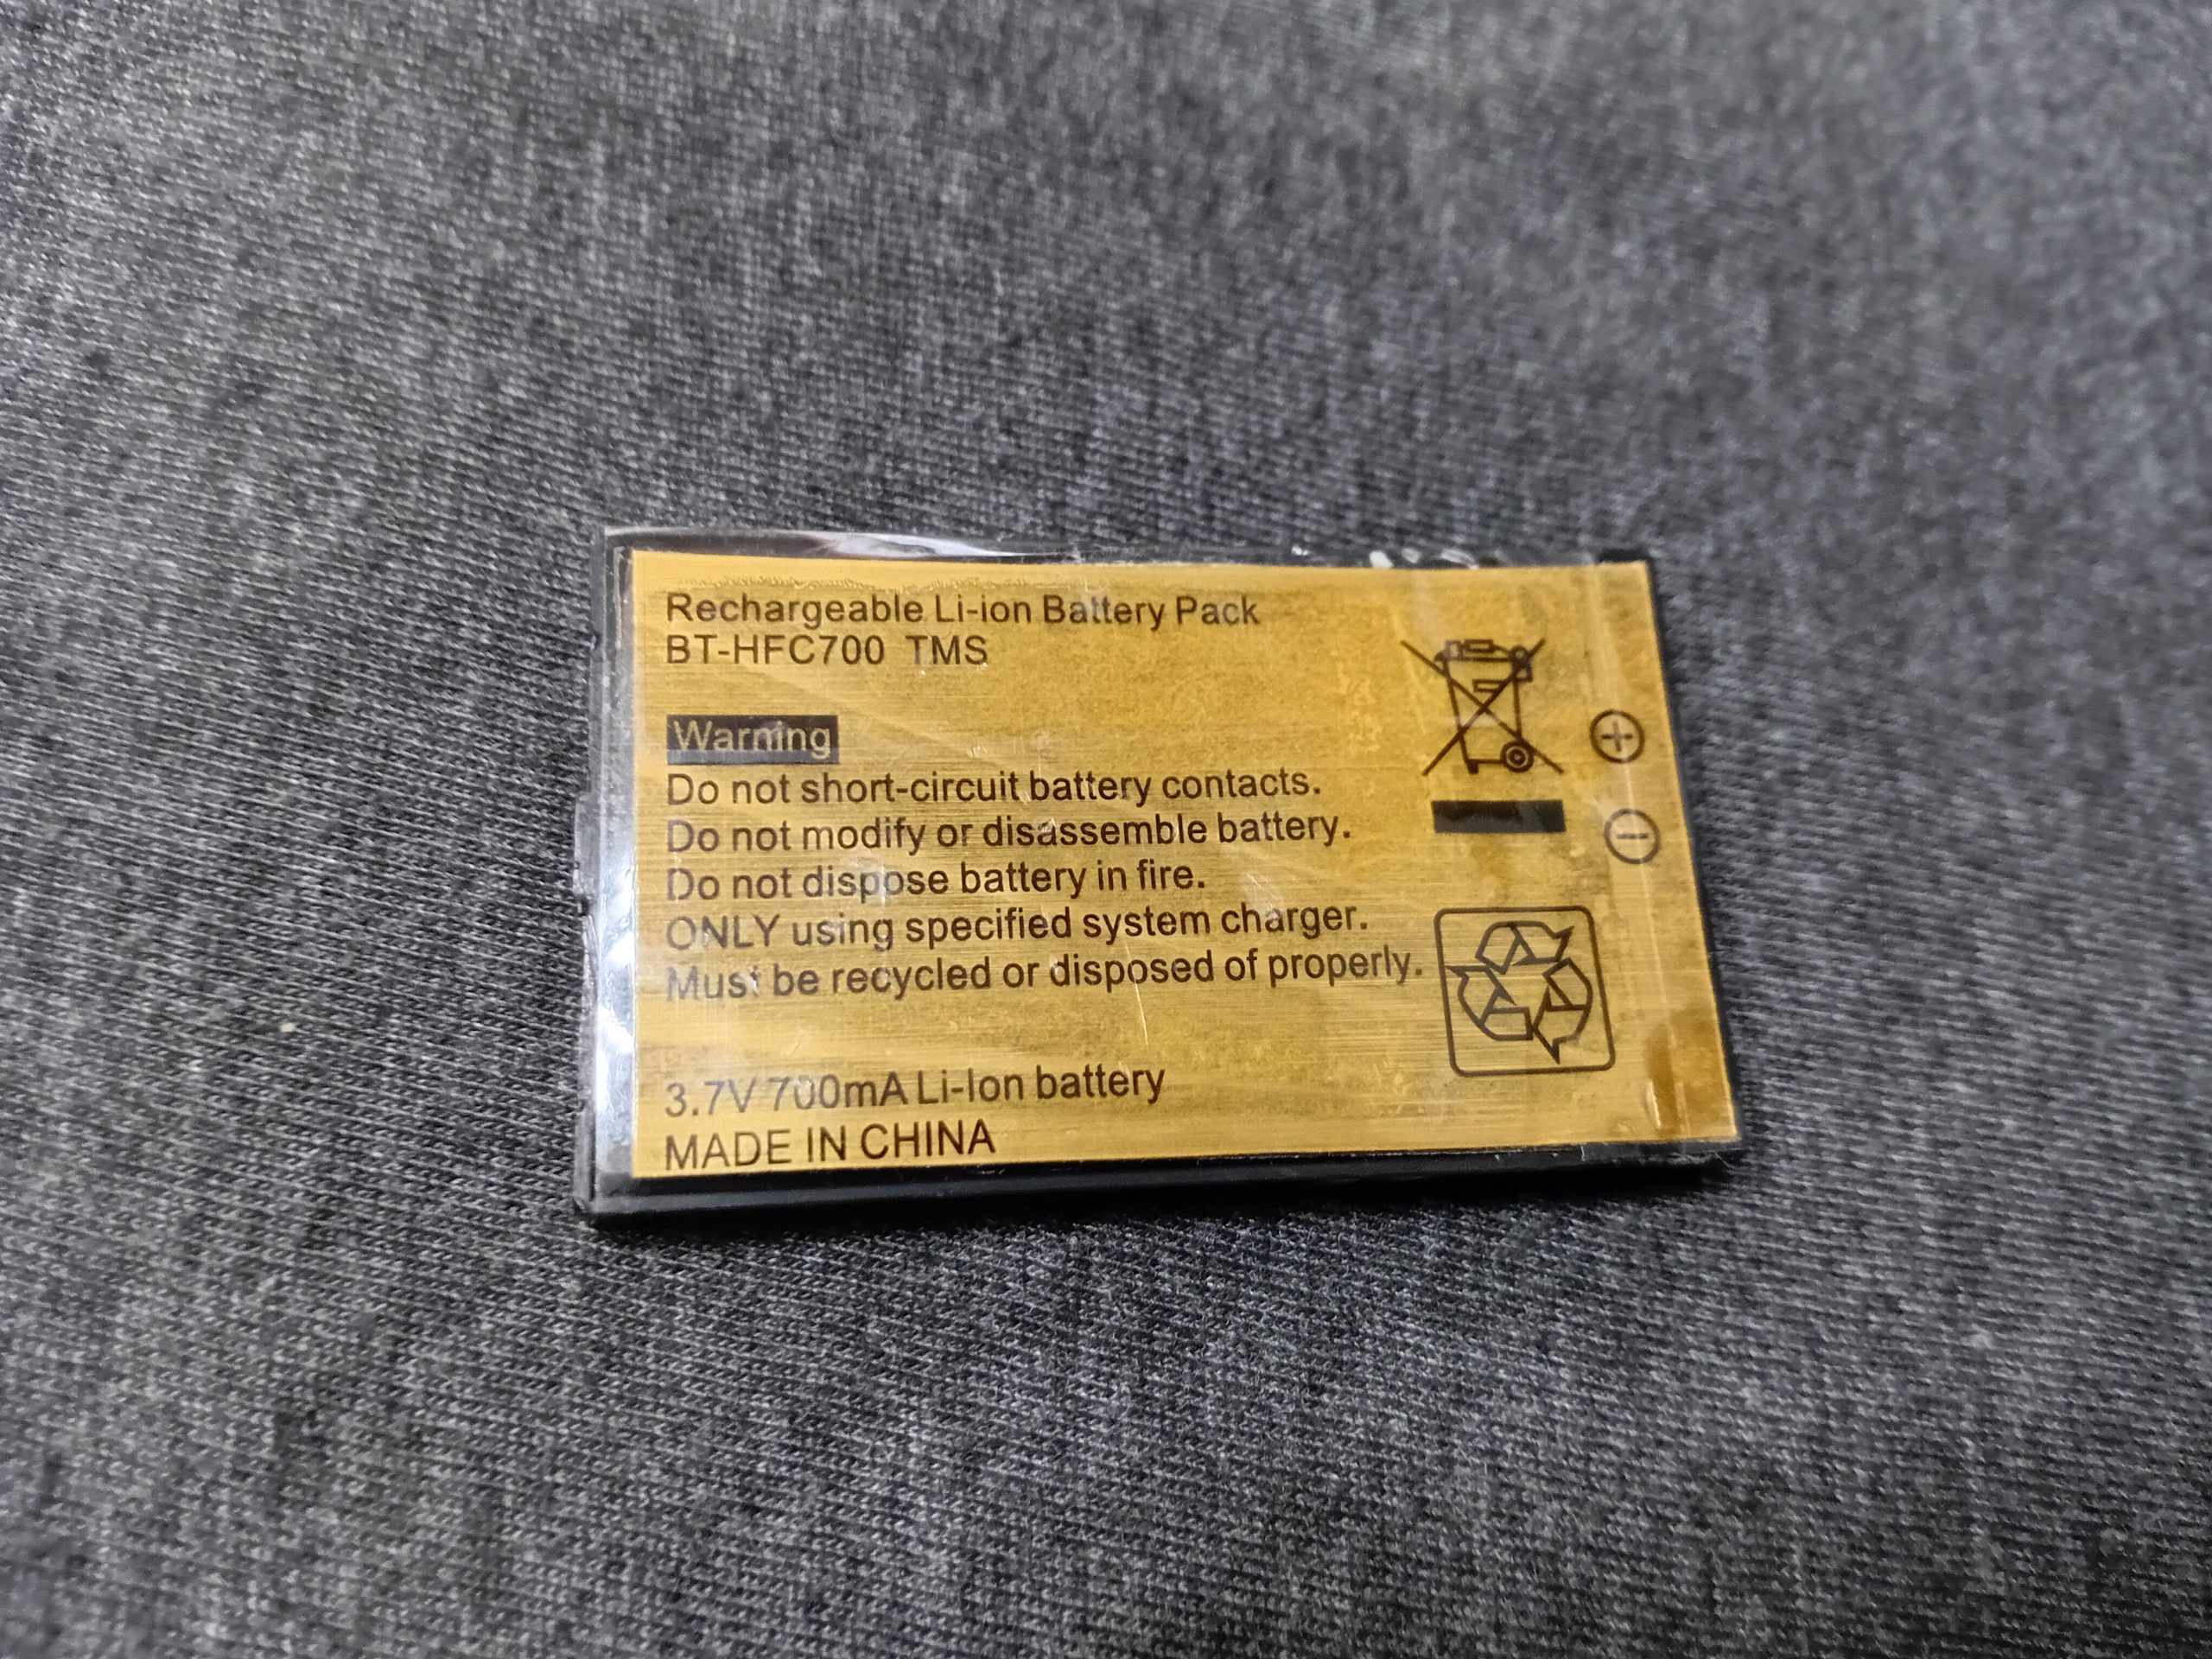 Rechargeable Li-ion Battery Pack
BT-HFC700 TMS
Warning
Do not short-circuit battery contacts.
Do not modify or disassemble battery.
Do not dispose battery in fire.
ONLY using specified system charger.
Must be recycled or disposed of properly.
3.7V 700mA Li-Ion battery
MADE IN CHINA
+
−